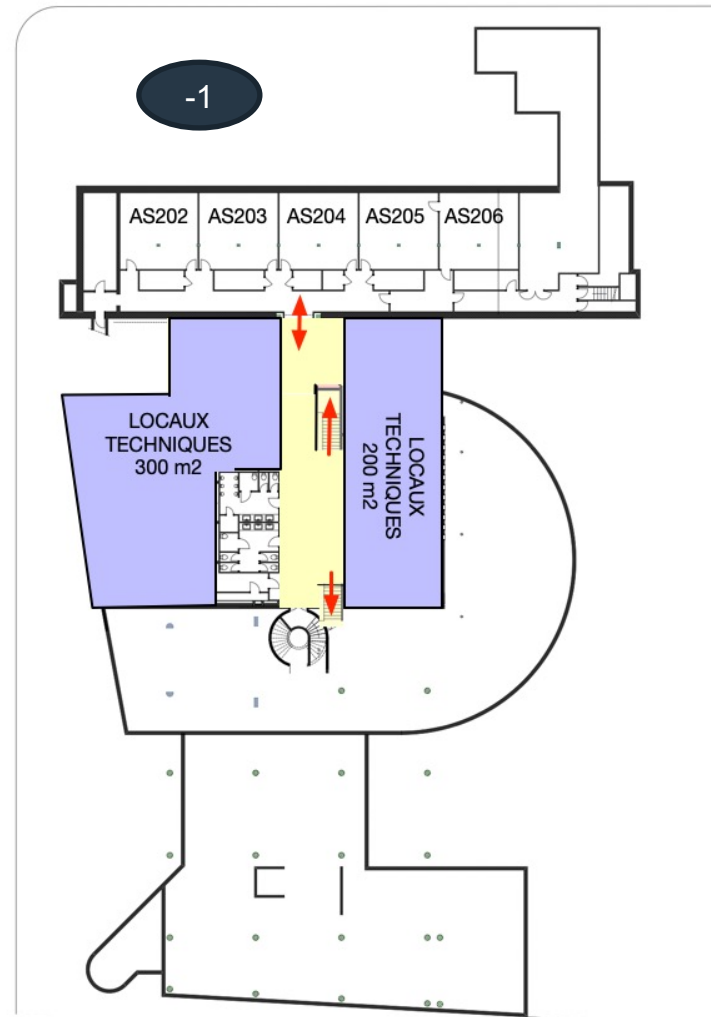 -1
AS202 AS203 AS204 AS205 AS206
LOCAUX
TECHNIQUES
300 m2
LOCAUX
TECHNIQUES
200 m2